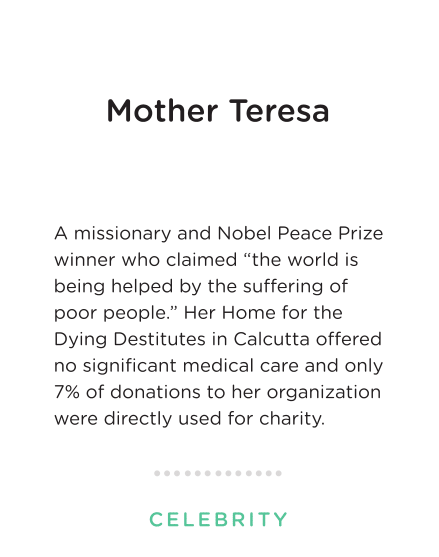 Mother Teresa
A missionary and Nobel Peace Prize
winner who claimed “the world is
being helped by the suffering of
poor people.” Her Home for the
Dying Destitutes in Calcutta offered
no significant medical care and only
7% of donations to her organization
were directly used for charity.
CELEBRITY